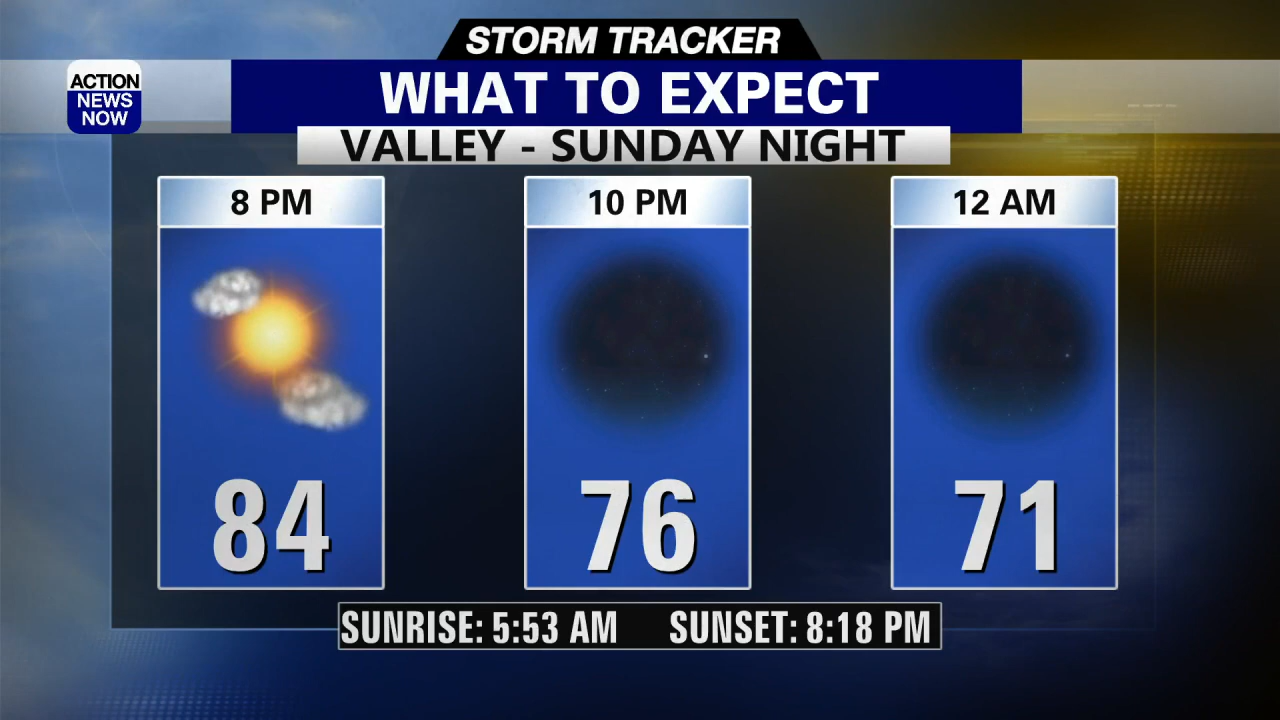 STORM TRACKER
ACTION
NEWS
NOW
WHAT TO EXPECT
VALLEY - SUNDAY NIGHT
8 PM
10 PM
12 AM
84
76
71
SUNRISE: 5:53 AM SUNSET: 8:18 PM